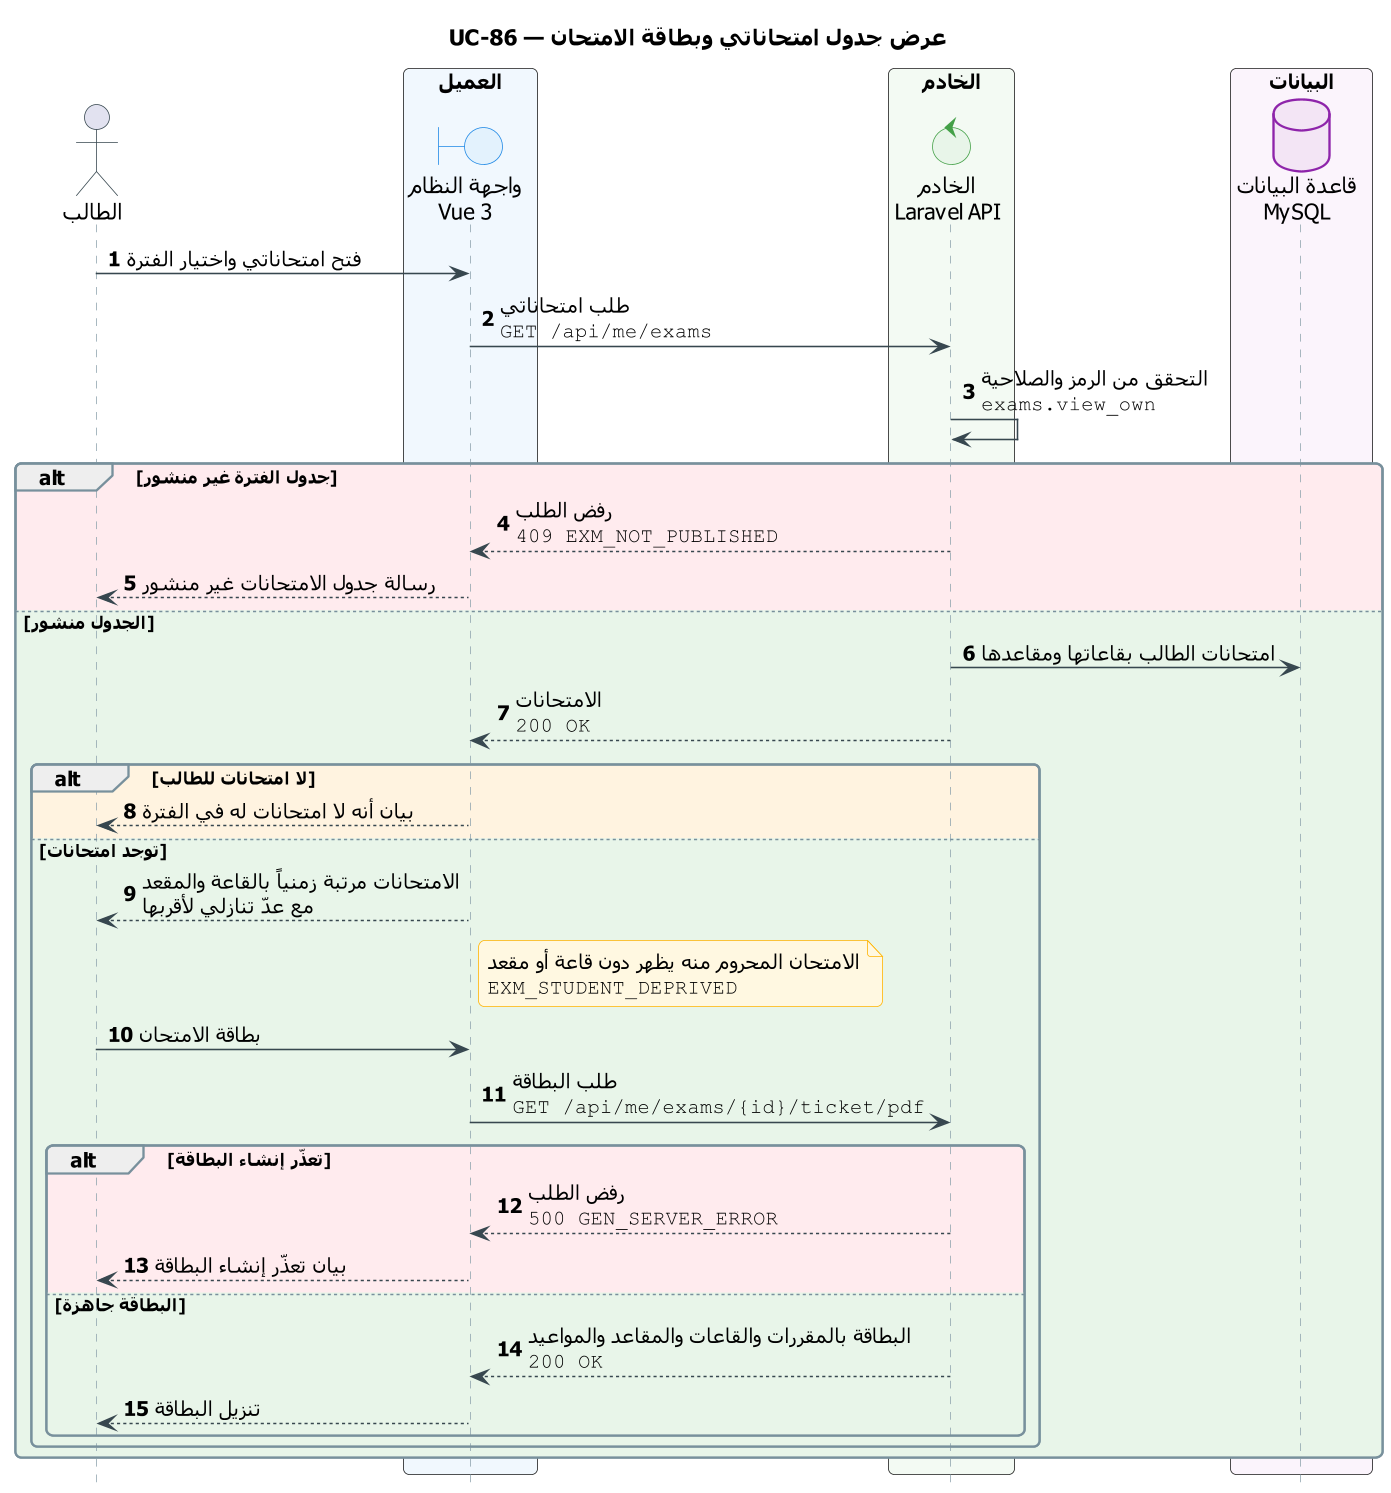 UC-86 — عرض جدول امتحاناتي وبطاقة الامتحان
العميل
الخادم
البيانات
الطالب
واجهة النظام
Vue 3
الخادم
Laravel API
قاعدة البيانات
MySQL
1 فتح امتحاناتي واختيار الفترة
2 طلب امتحاناتي
GET /api/me/exams
3 التحقق من الرمز والصلاحية
exams.view_own
alt [جدول الفترة غير منشور]
4 رفض الطلب
409 EXM_NOT_PUBLISHED
5 رسالة جدول الامتحانات غير منشور
[الجدول منشور]
6 امتحانات الطالب بقاعاتها ومقاعدها
7 الامتحانات
200 OK
alt [لا امتحانات للطالب]
8 بيان أنه لا امتحانات له في الفترة
[توجد امتحانات]
9 الامتحانات مرتبة زمنياً بالقاعة والمقعد
مع عدّ تنازلي لأقربها
الامتحان المحروم منه يظهر دون قاعة أو مقعد
EXM_STUDENT_DEPRIVED
10 بطاقة الامتحان
11 طلب البطاقة
GET /api/me/exams/{id}/ticket/pdf
alt [تعذّر إنشاء البطاقة]
12 رفض الطلب
500 GEN_SERVER_ERROR
13 بيان تعذّر إنشاء البطاقة
[البطاقة جاهزة]
14 البطاقة بالمقررات والقاعات والمقاعد والمواعيد
200 OK
15 تنزيل البطاقة